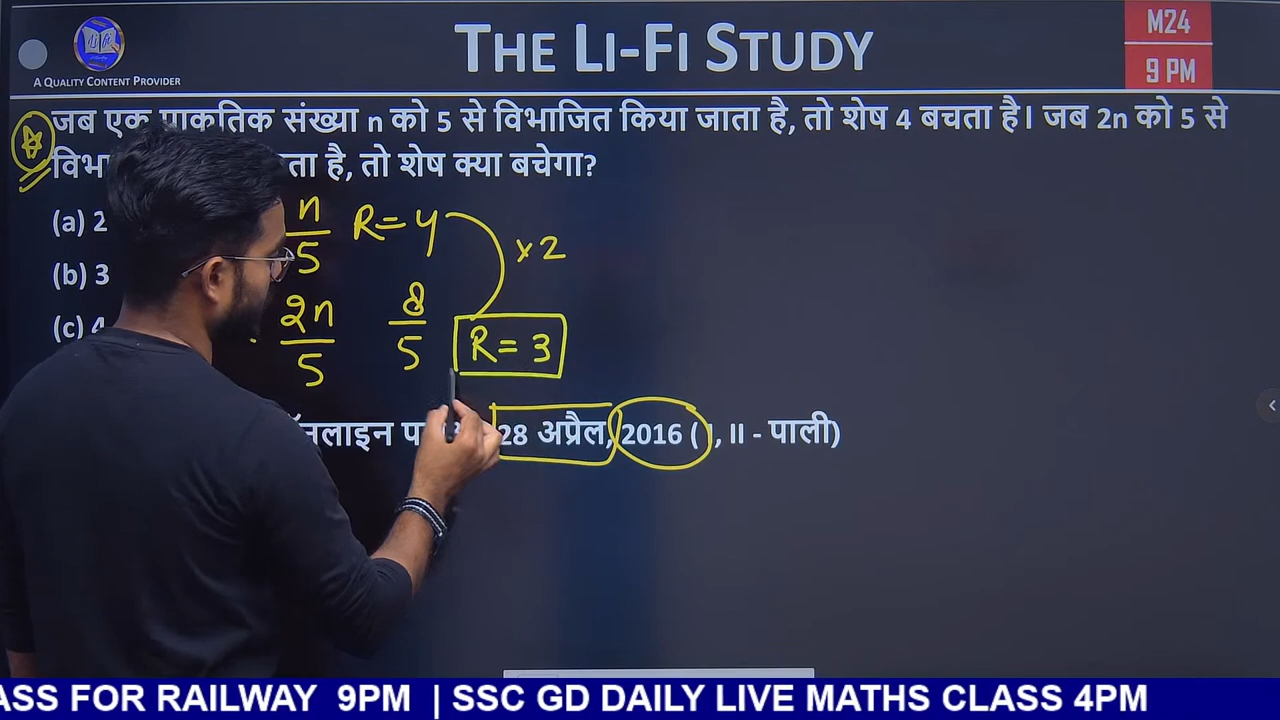 THE LI-FI STUDY
M24
9 PM
A QUALITY CONTENT PROVIDER
जब एक प्राकृतिक संख्या n को 5 से विभाजित किया जाता है, तो शेष 4 बचता है। जब 2n को 5 से
ता है, तो शेष क्या बचेगा?
(a) 2
(b) 3
(c) 4
n/5 R=4 ×2
2n/5 8/5 R=3
28 अप्रैल, 2016 ( I, II - पाली)
ASS FOR RAILWAY 9PM | SSC GD DAILY LIVE MATHS CLASS 4PM